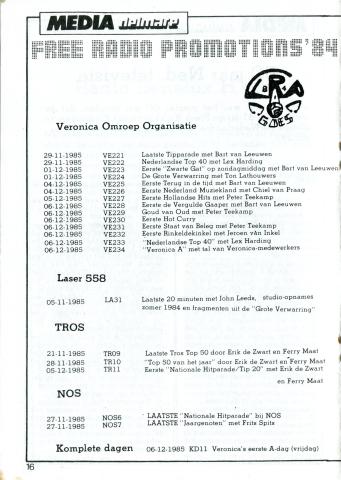 MEDIA delmare
FREE RADIO PROMOTIONS '84
GOES
Veronica Omroep Organisatie
29-11-1985 VE221 Laatste Tipparade met Bart van Leeuwen
29-11-1985 VE222 Nederlandse Top 40 met Lex Harding
01-12-1985 VE223 Eerste "Zwarte Gat" op zondagmiddag met Bart van Leeuwen
01-12-1985 VE224 De Grote Verwarring met Ton Lathouwers
04-12-1985 VE225 Eerste Terug in de tijd met Bart van Leeuwen
04-12-1985 VE226 Eerste Nederland Muziekland met Chiel van Praag
05-12-1985 VE227 Eerste Hollandse Hits met Peter Teekamp
06-12-1985 VE228 Eerste de Vergulde Gaaper met Bart van Leeuwen
06-12-1985 VE229 Goud van Oud met Peter Teekamp
06-12-1985 VE230 Eerste Hot Curry
06-12-1985 VE231 Eerste Staat van Beleg met Peter Teekamp
06-12-1985 VE232 Eerste Rinkeldekinkel met Jeroen van Inkel
06-12-1985 VE233 "Nederlandse Top 40" met Lex Harding
06-12-1985 VE234 "Veronica A" met tal van Veronica-medewerkers
Laser 558
05-11-1985 LA31 Laatste 20 minuten met John Leeds, studio-opnames
zomer 1984 en fragmenten uit de "Grote Verwarring"
TROS
21-11-1985 TR09 Laatste Tros Top 50 door Erik de Zwart en Ferry Maat
28-11-1985 TR10 "Top 50 van het jaar" door Erik de Zwart en Ferry Maat
05-12-1985 TR11 Eerste "Nationale Hitparade/Tip 20" met Erik de Zwart
en Ferry Maat
NOS
27-11-1985 NOS6 LAATSTE "Nationale Hitparade" bij NOS
27-11-1985 NOS7 LAATSTE "Jaargenoten" met Frits Spits
Komplete dagen 06-12-1985 KD11 Veronica's eerste A-dag (vrijdag)
16